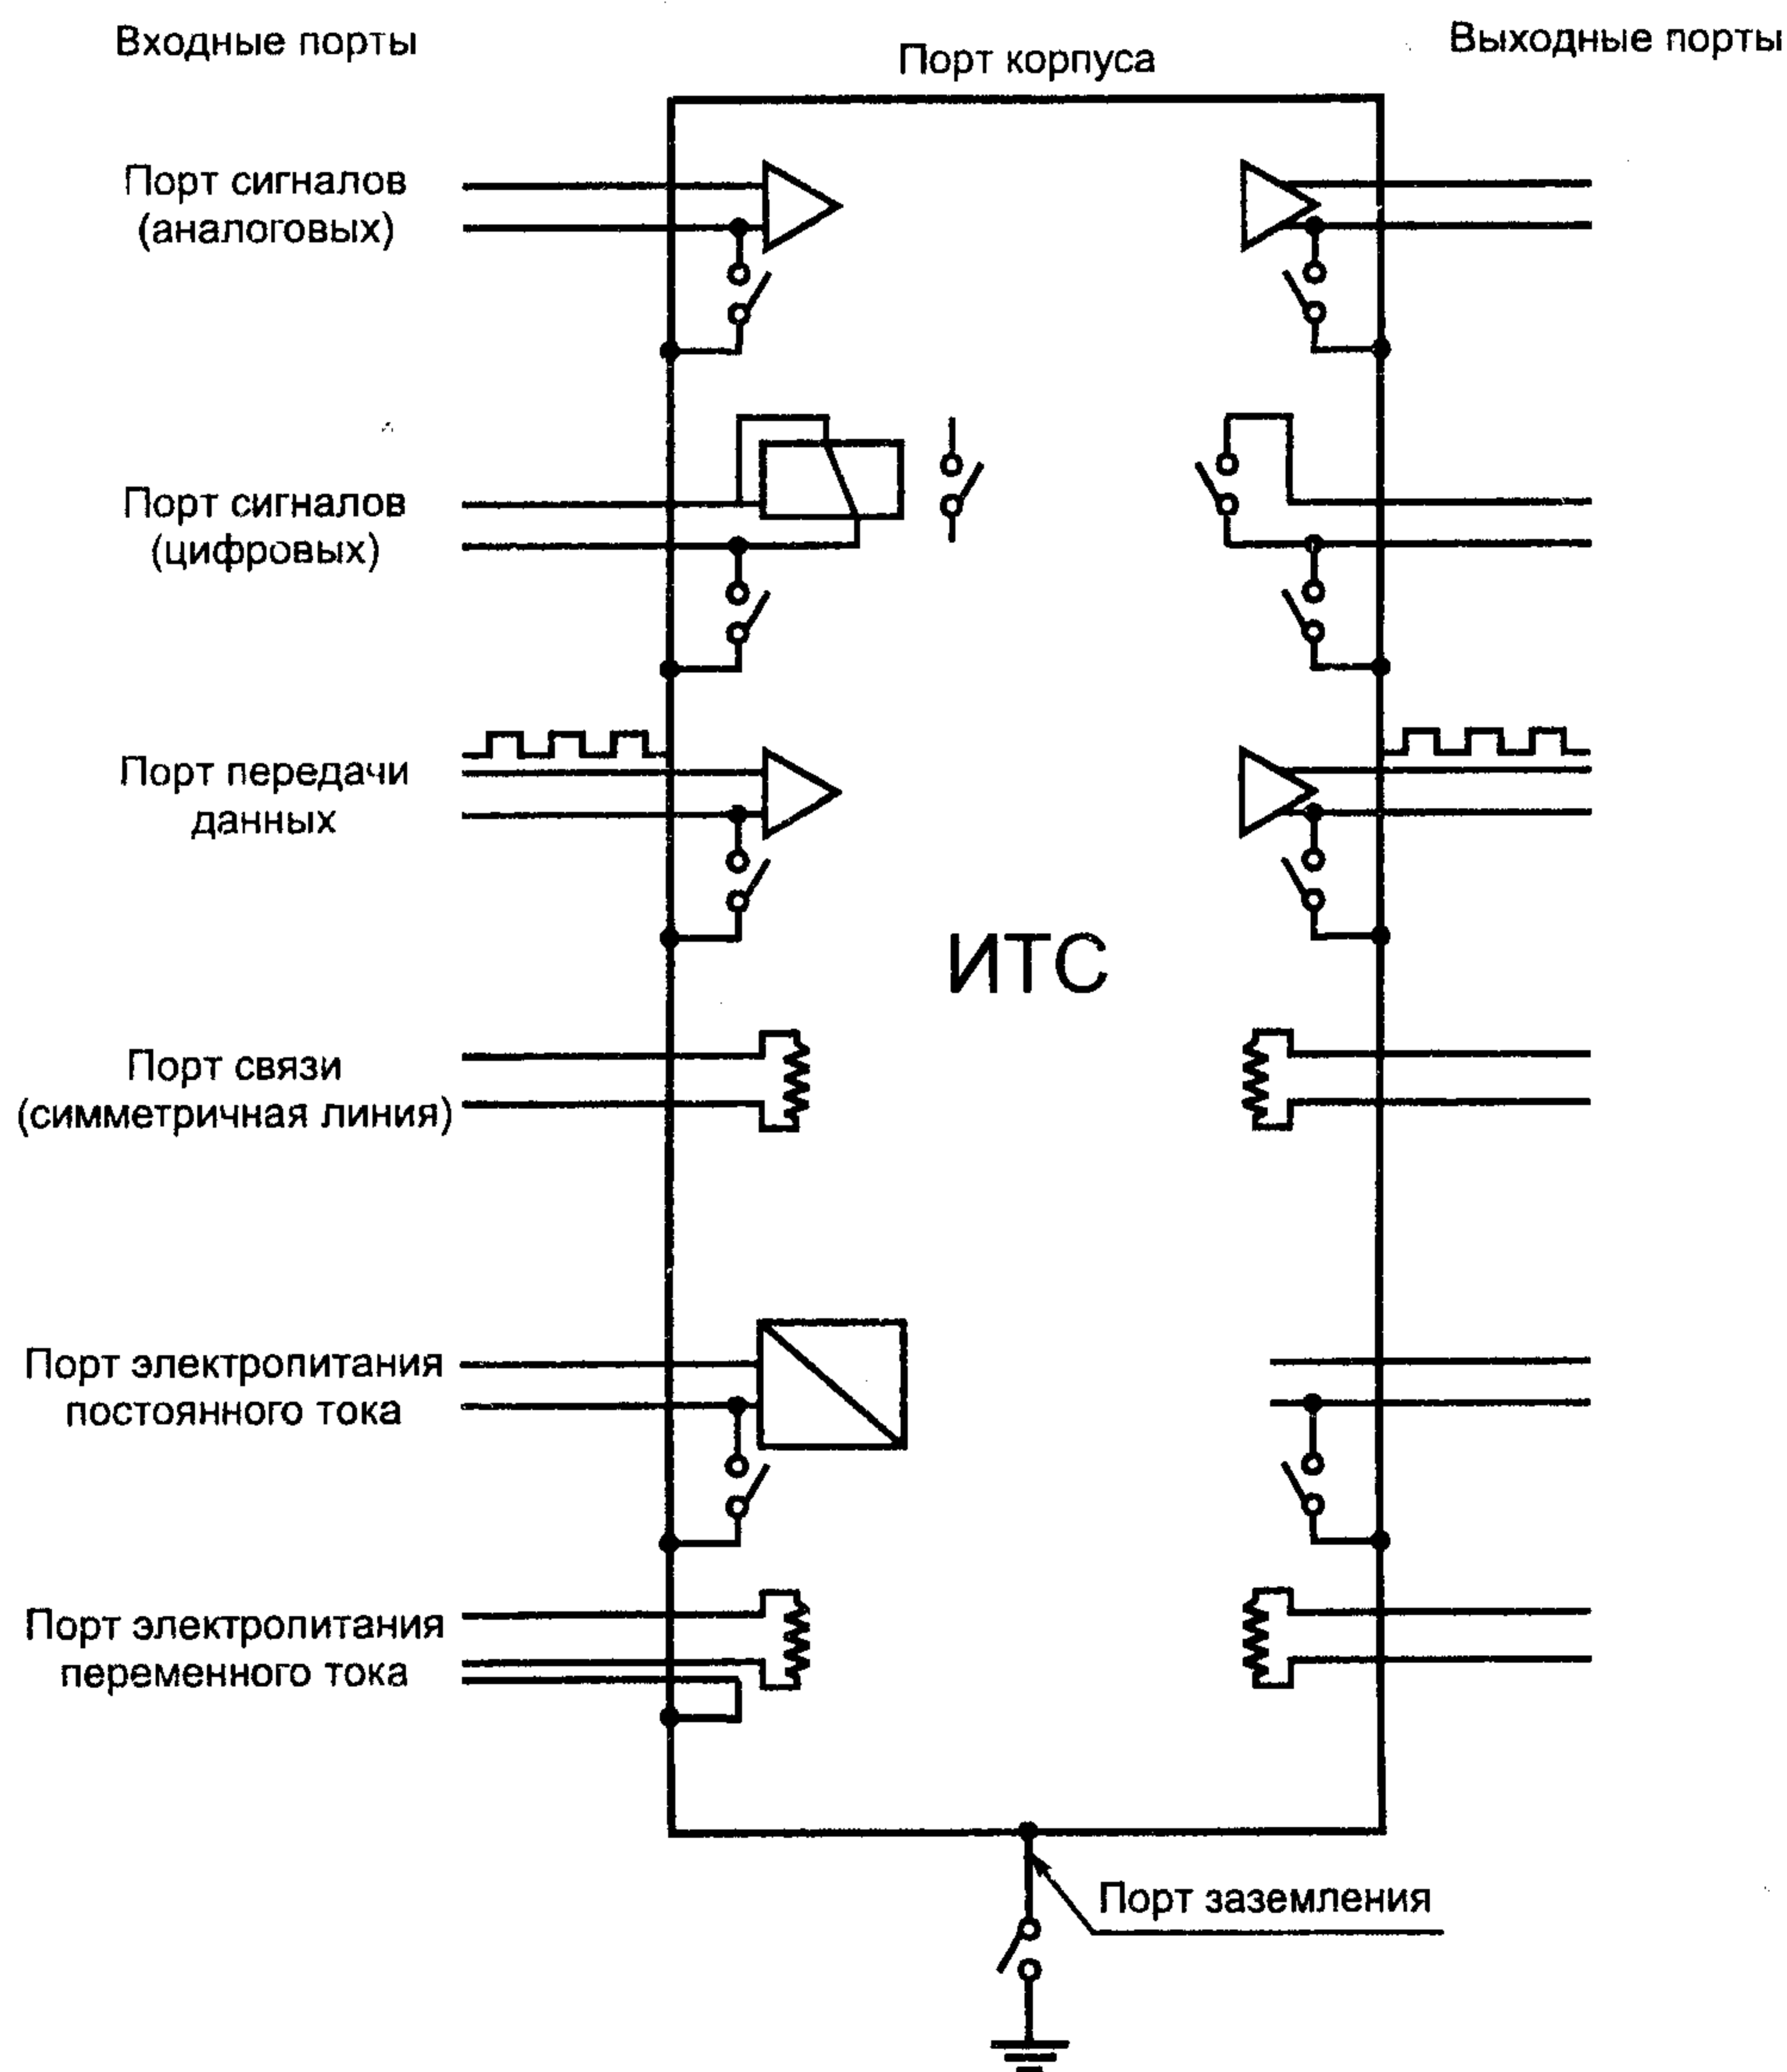 Входные порты
Порт корпуса
Выходные порты
Порт сигналов
(аналоговых)
Порт сигналов
(цифровых)
Порт передачи
данных
ИТС
Порт связи
(симметричная линия)
Порт электропитания
постоянного тока
Порт электропитания
переменного тока
Порт заземления